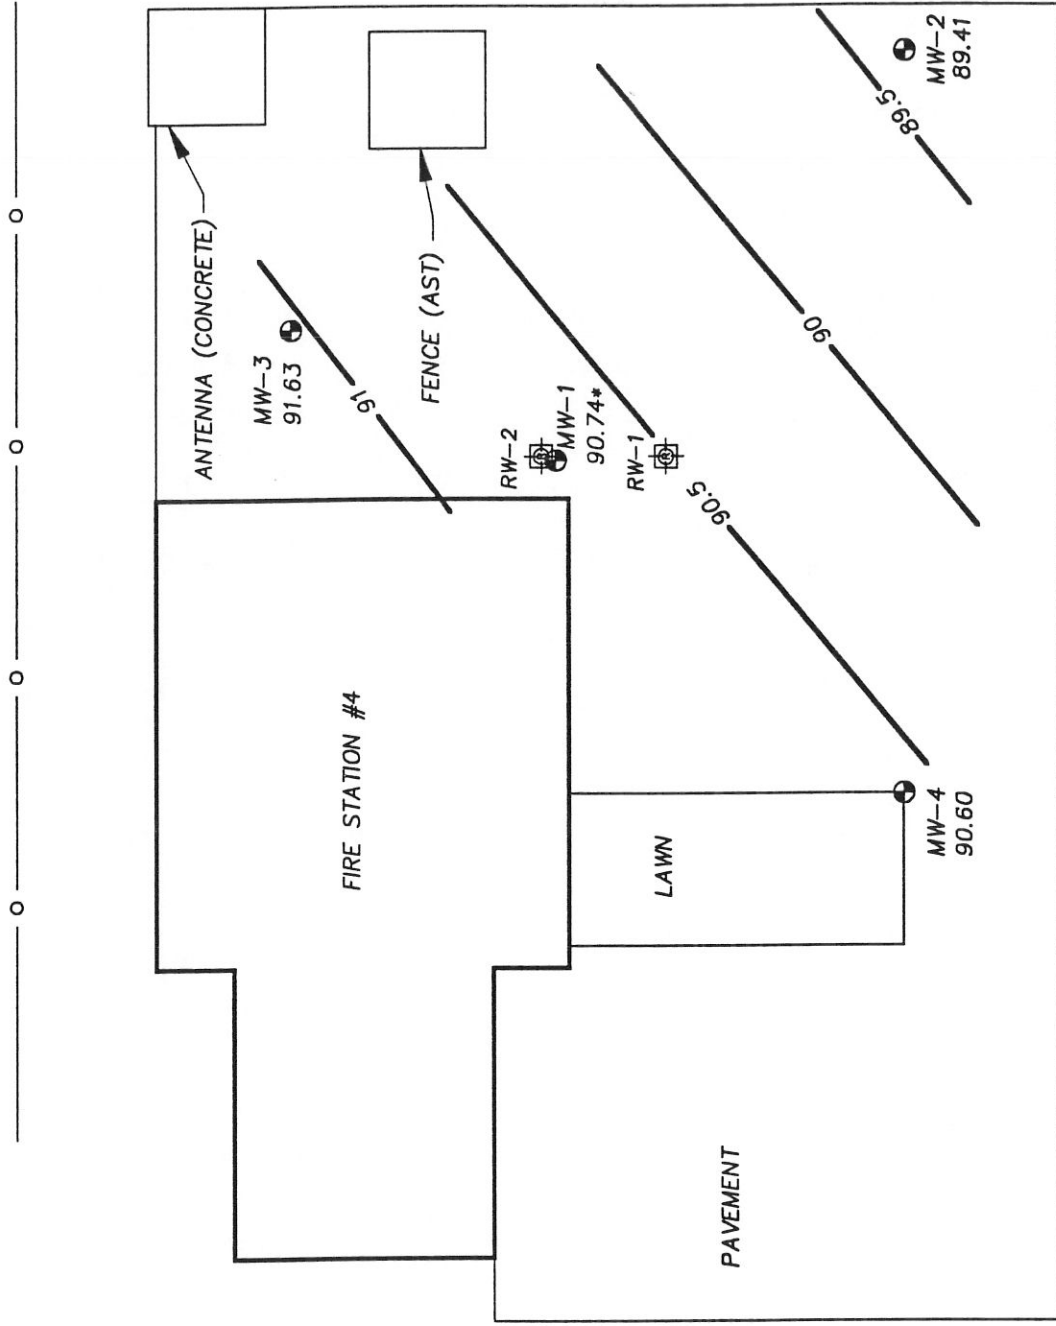 ANTENNA (CONCRETE)
MW-3
91.63
91
FENCE (AST)
RW-2
MW-1
90.74*
RW-1
90.5
90
89.5
MW-2
89.41
FIRE STATION #4
LAWN
MW-4
90.60
PAVEMENT